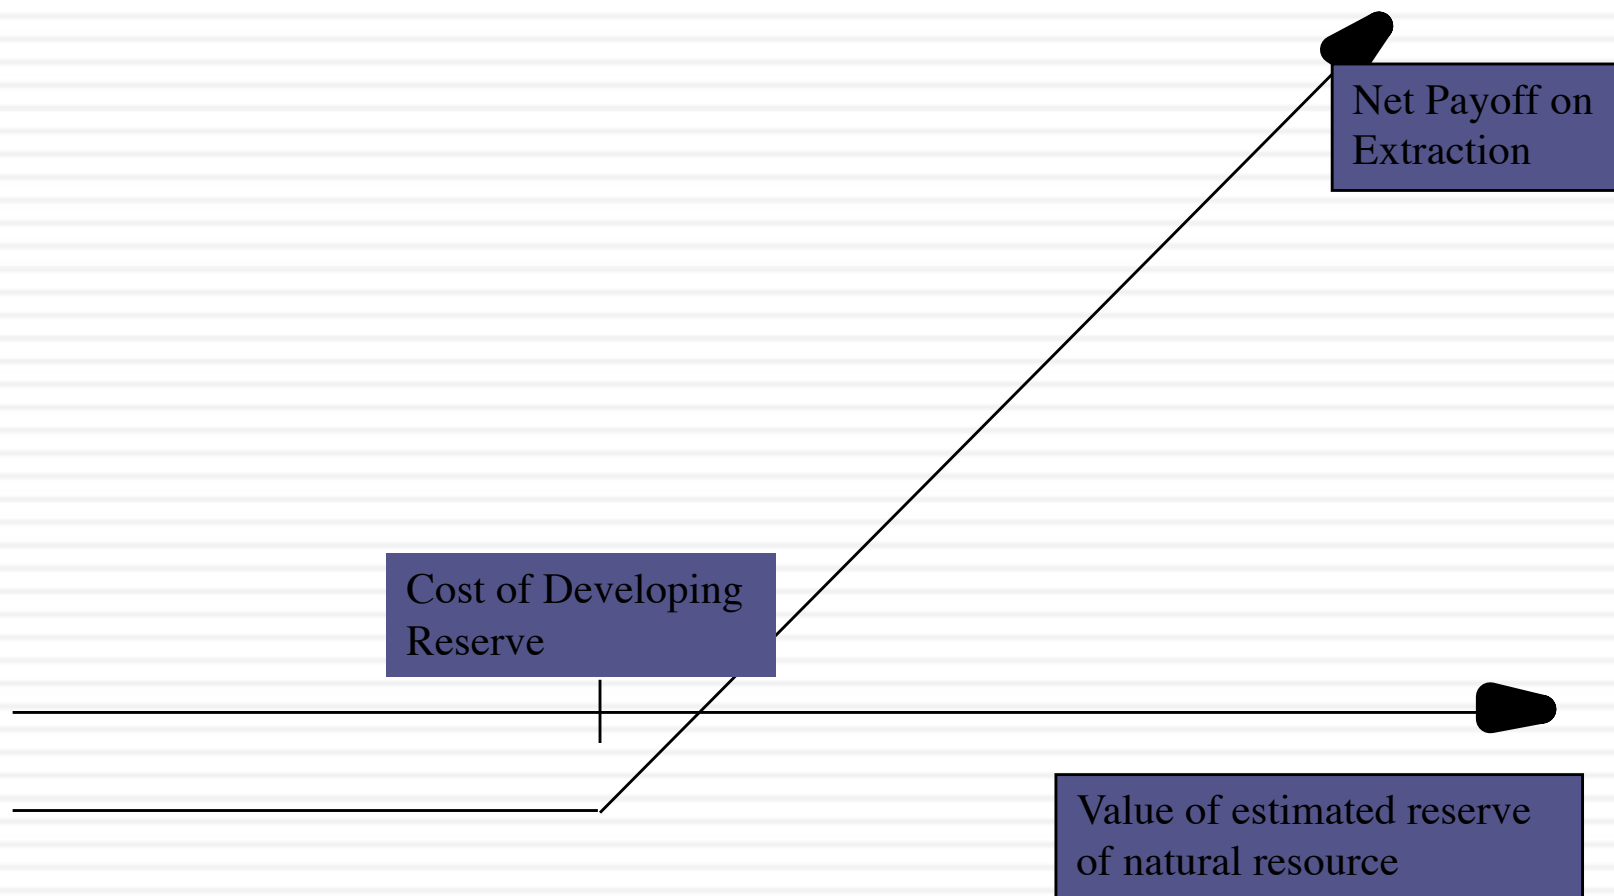 Net Payoff on
Extraction
Cost of Developing
Reserve
Value of estimated reserve
of natural resource